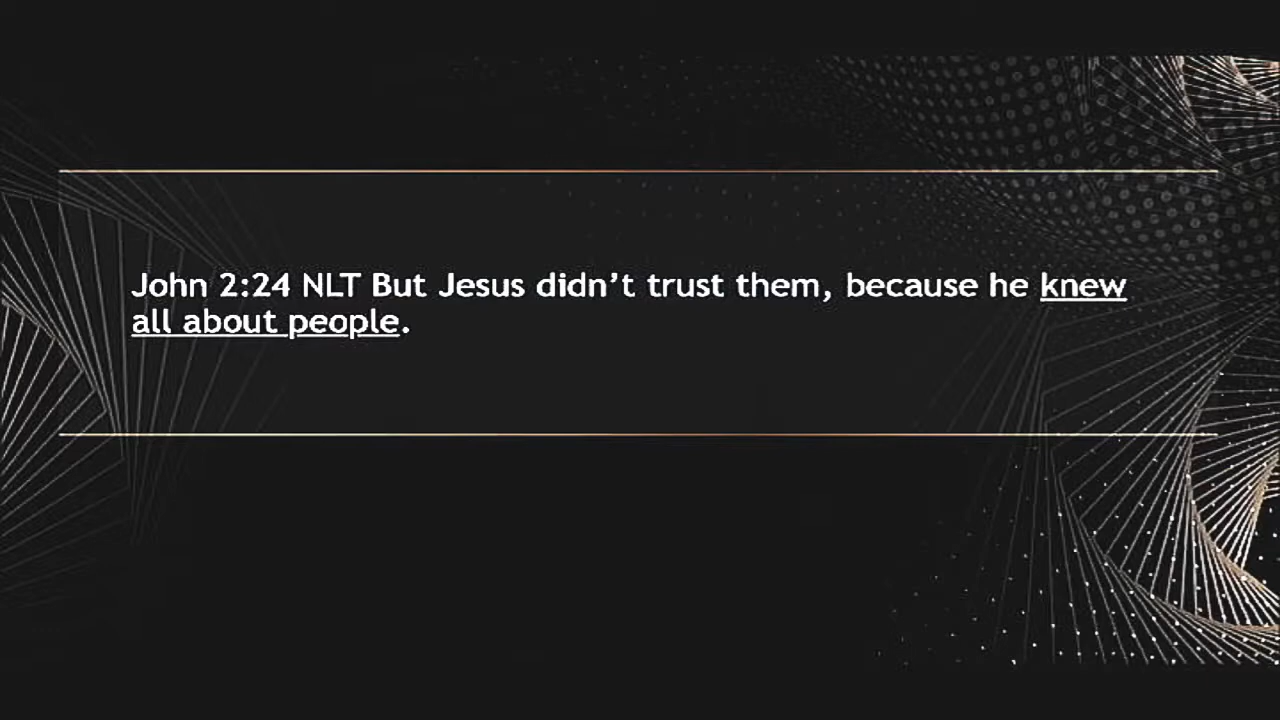 John 2:24 NLT But Jesus didn’t trust them, because he knew
all about people.